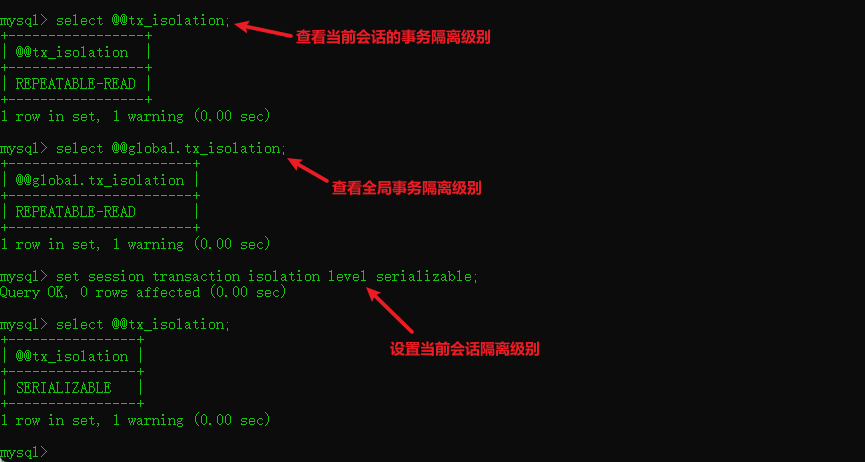 mysql> select @@tx_isolation;
查看当前会话的事务隔离级别
+-----------------+
| @@tx_isolation  |
+-----------------+
| REPEATABLE-READ |
+-----------------+
1 row in set, 1 warning (0.00 sec)
mysql> select @@global.tx_isolation;
+-----------------------+
| @@global.tx_isolation |
查看全局事务隔离级别
+-----------------------+
| REPEATABLE-READ       |
+-----------------------+
1 row in set, 1 warning (0.00 sec)
mysql> set session transaction isolation level serializable;
Query OK, 0 rows affected (0.00 sec)
mysql> select @@tx_isolation;
+----------------+
设置当前会话隔离级别
| @@tx_isolation |
+----------------+
| SERIALIZABLE   |
+----------------+
1 row in set, 1 warning (0.00 sec)
mysql>